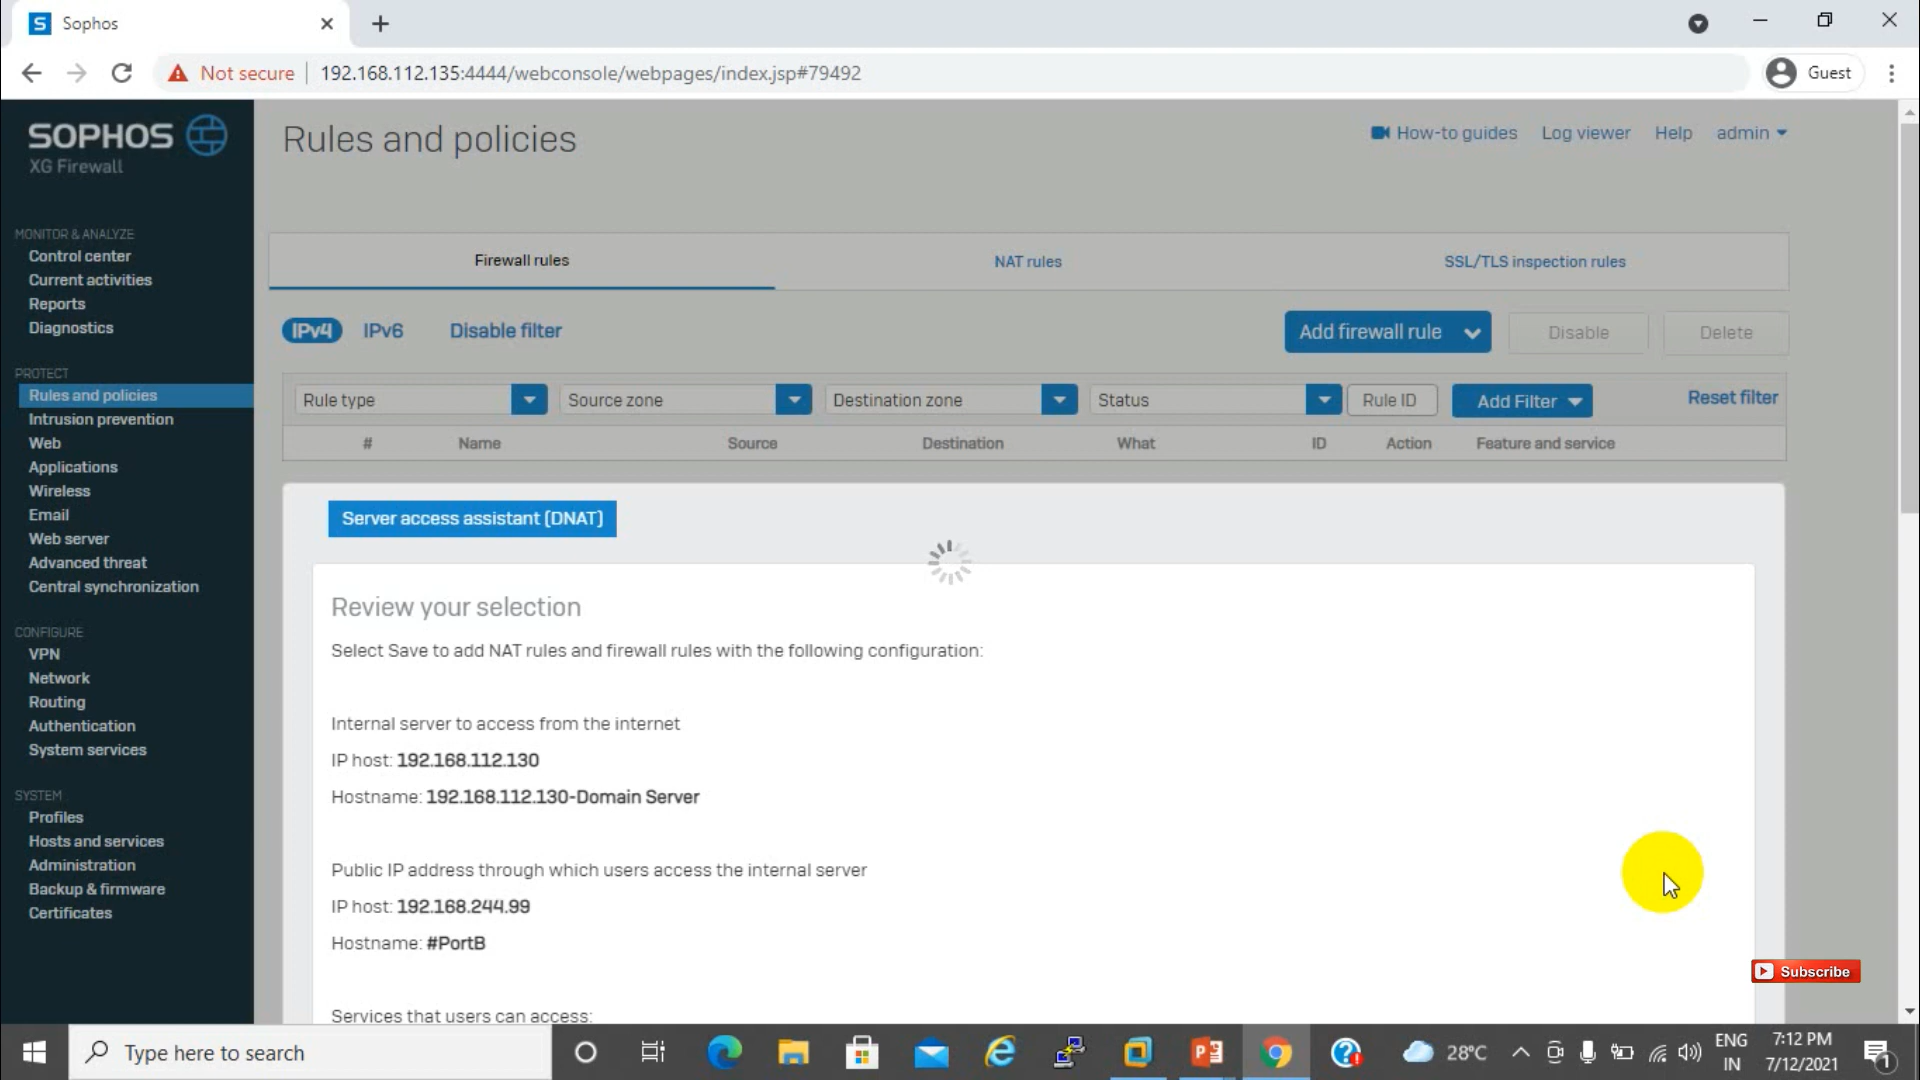 Sophos
Not secure
192.168.112.135:4444/webconsole/webpages/index.jsp#79492
Guest
SOPHOS
XG Firewall
Rules and policies
How-to guides
Log viewer
Help
admin
MONITOR & ANALYZE
Control center
Current activities
Reports
Diagnostics
PROTECT
Rules and policies
Intrusion prevention
Web
Applications
Wireless
Email
Web server
Advanced threat
Central synchronization
CONFIGURE
VPN
Network
Routing
Authentication
System services
SYSTEM
Profiles
Hosts and services
Administration
Backup & firmware
Certificates
Firewall rules
NAT rules
SSL/TLS inspection rules
IPv4
IPv6
Disable filter
Add firewall rule
Disable
Delete
Rule type
Source zone
Destination zone
Status
Rule ID
Add Filter
Reset filter
# Name Source Destination What ID Action Feature and service
Server access assistant (DNAT)
Review your selection
Select Save to add NAT rules and firewall rules with the following configuration:
Internal server to access from the internet
IP host: 192.168.112.130
Hostname: 192.168.112.130-Domain Server
Public IP address through which users access the internal server
IP host: 192.168.244.99
Hostname: #PortB
Services that users can access:
Subscribe
Type here to search
28°C
ENG
IN
7:12 PM
7/12/2021
1